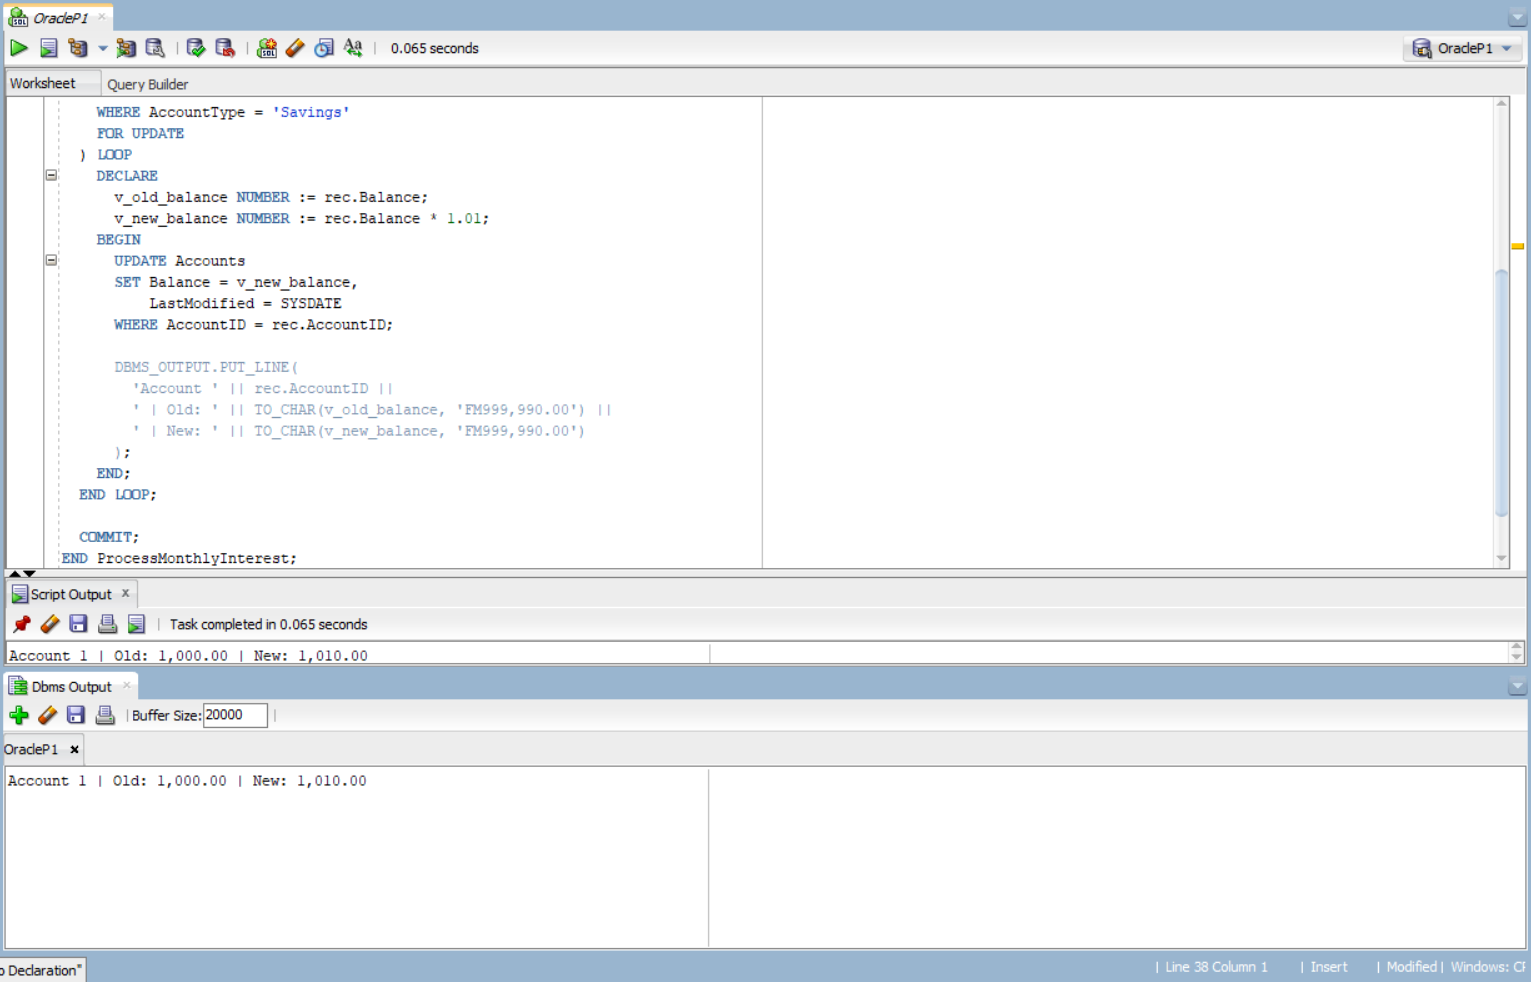 OracleP1
0.065 seconds
OracleP1
Worksheet Query Builder
WHERE AccountType = 'Savings'
FOR UPDATE
) LOOP
DECLARE
v_old_balance NUMBER := rec.Balance;
v_new_balance NUMBER := rec.Balance * 1.01;
BEGIN
UPDATE Accounts
SET Balance = v_new_balance,
LastModified = SYSDATE
WHERE AccountID = rec.AccountID;
DBMS_OUTPUT.PUT_LINE(
'Account ' || rec.AccountID ||
' | Old: ' || TO_CHAR(v_old_balance, 'FM999,990.00') ||
' | New: ' || TO_CHAR(v_new_balance, 'FM999,990.00')
);
END;
END LOOP;
COMMIT;
END ProcessMonthlyInterest;
Script Output
Task completed in 0.065 seconds
Account 1 | Old: 1,000.00 | New: 1,010.00
Dbms Output
Buffer Size: 20000
OracleP1
Account 1 | Old: 1,000.00 | New: 1,010.00
Declaration"
| Line 38 Column 1 | Insert | Modified | Windows: